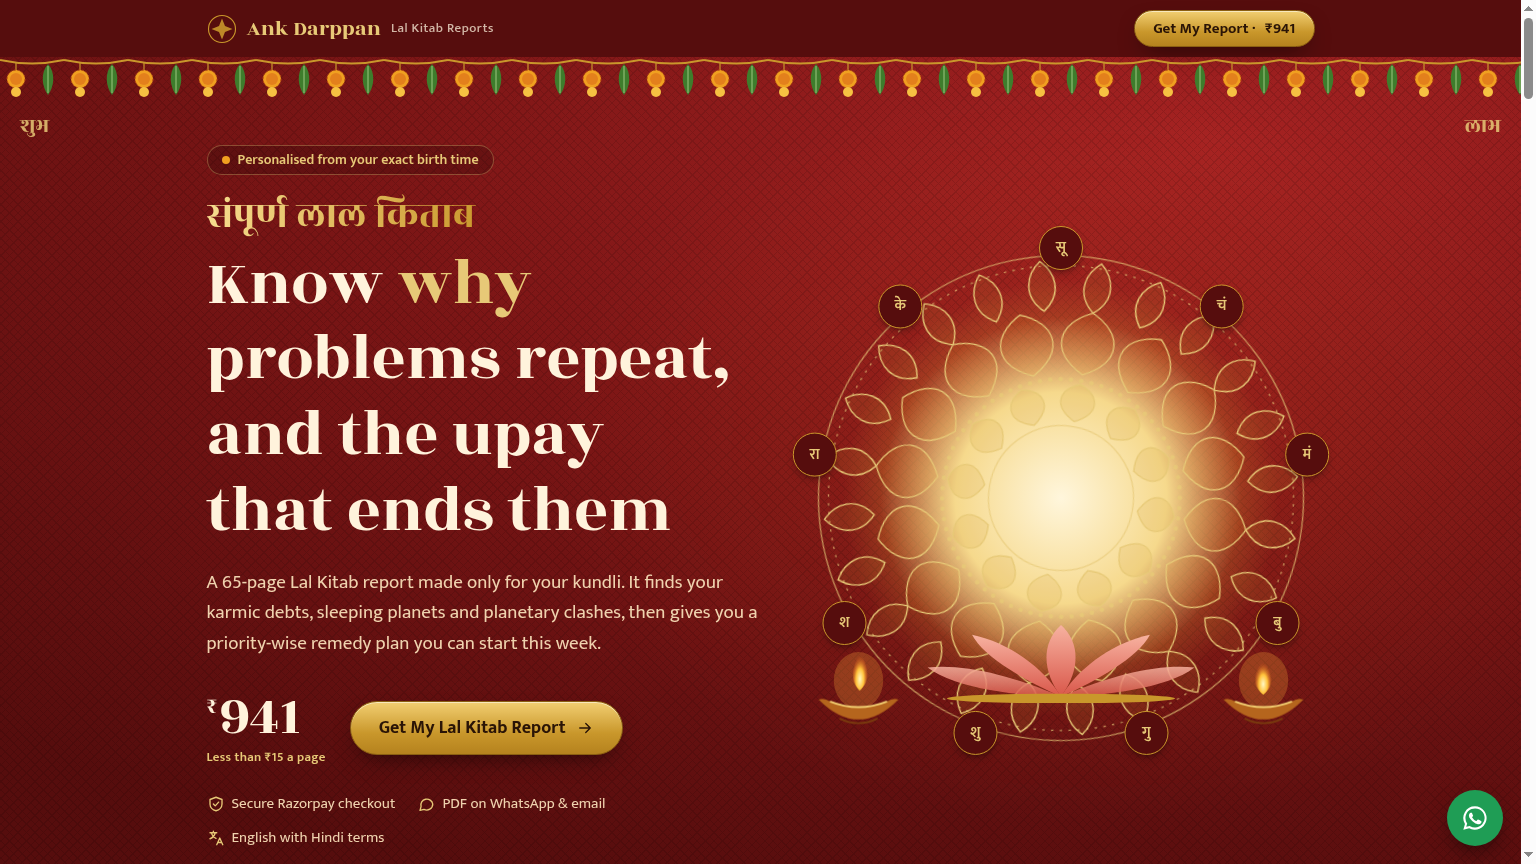 Ank Darppan Lal Kitab Reports
Get My Report · ₹941
शुभ
लाभ
Personalised from your exact birth time
संपूर्ण लाल किताब
Know why
problems repeat,
and the upay
that ends them
A 65-page Lal Kitab report made only for your kundli. It finds your
karmic debts, sleeping planets and planetary clashes, then gives you a
priority-wise remedy plan you can start this week.
₹941
Get My Lal Kitab Report →
Less than ₹15 a page
Secure Razorpay checkout
PDF on WhatsApp & email
English with Hindi terms
सू
के
चं
रा
मं
श
बु
शु
गु